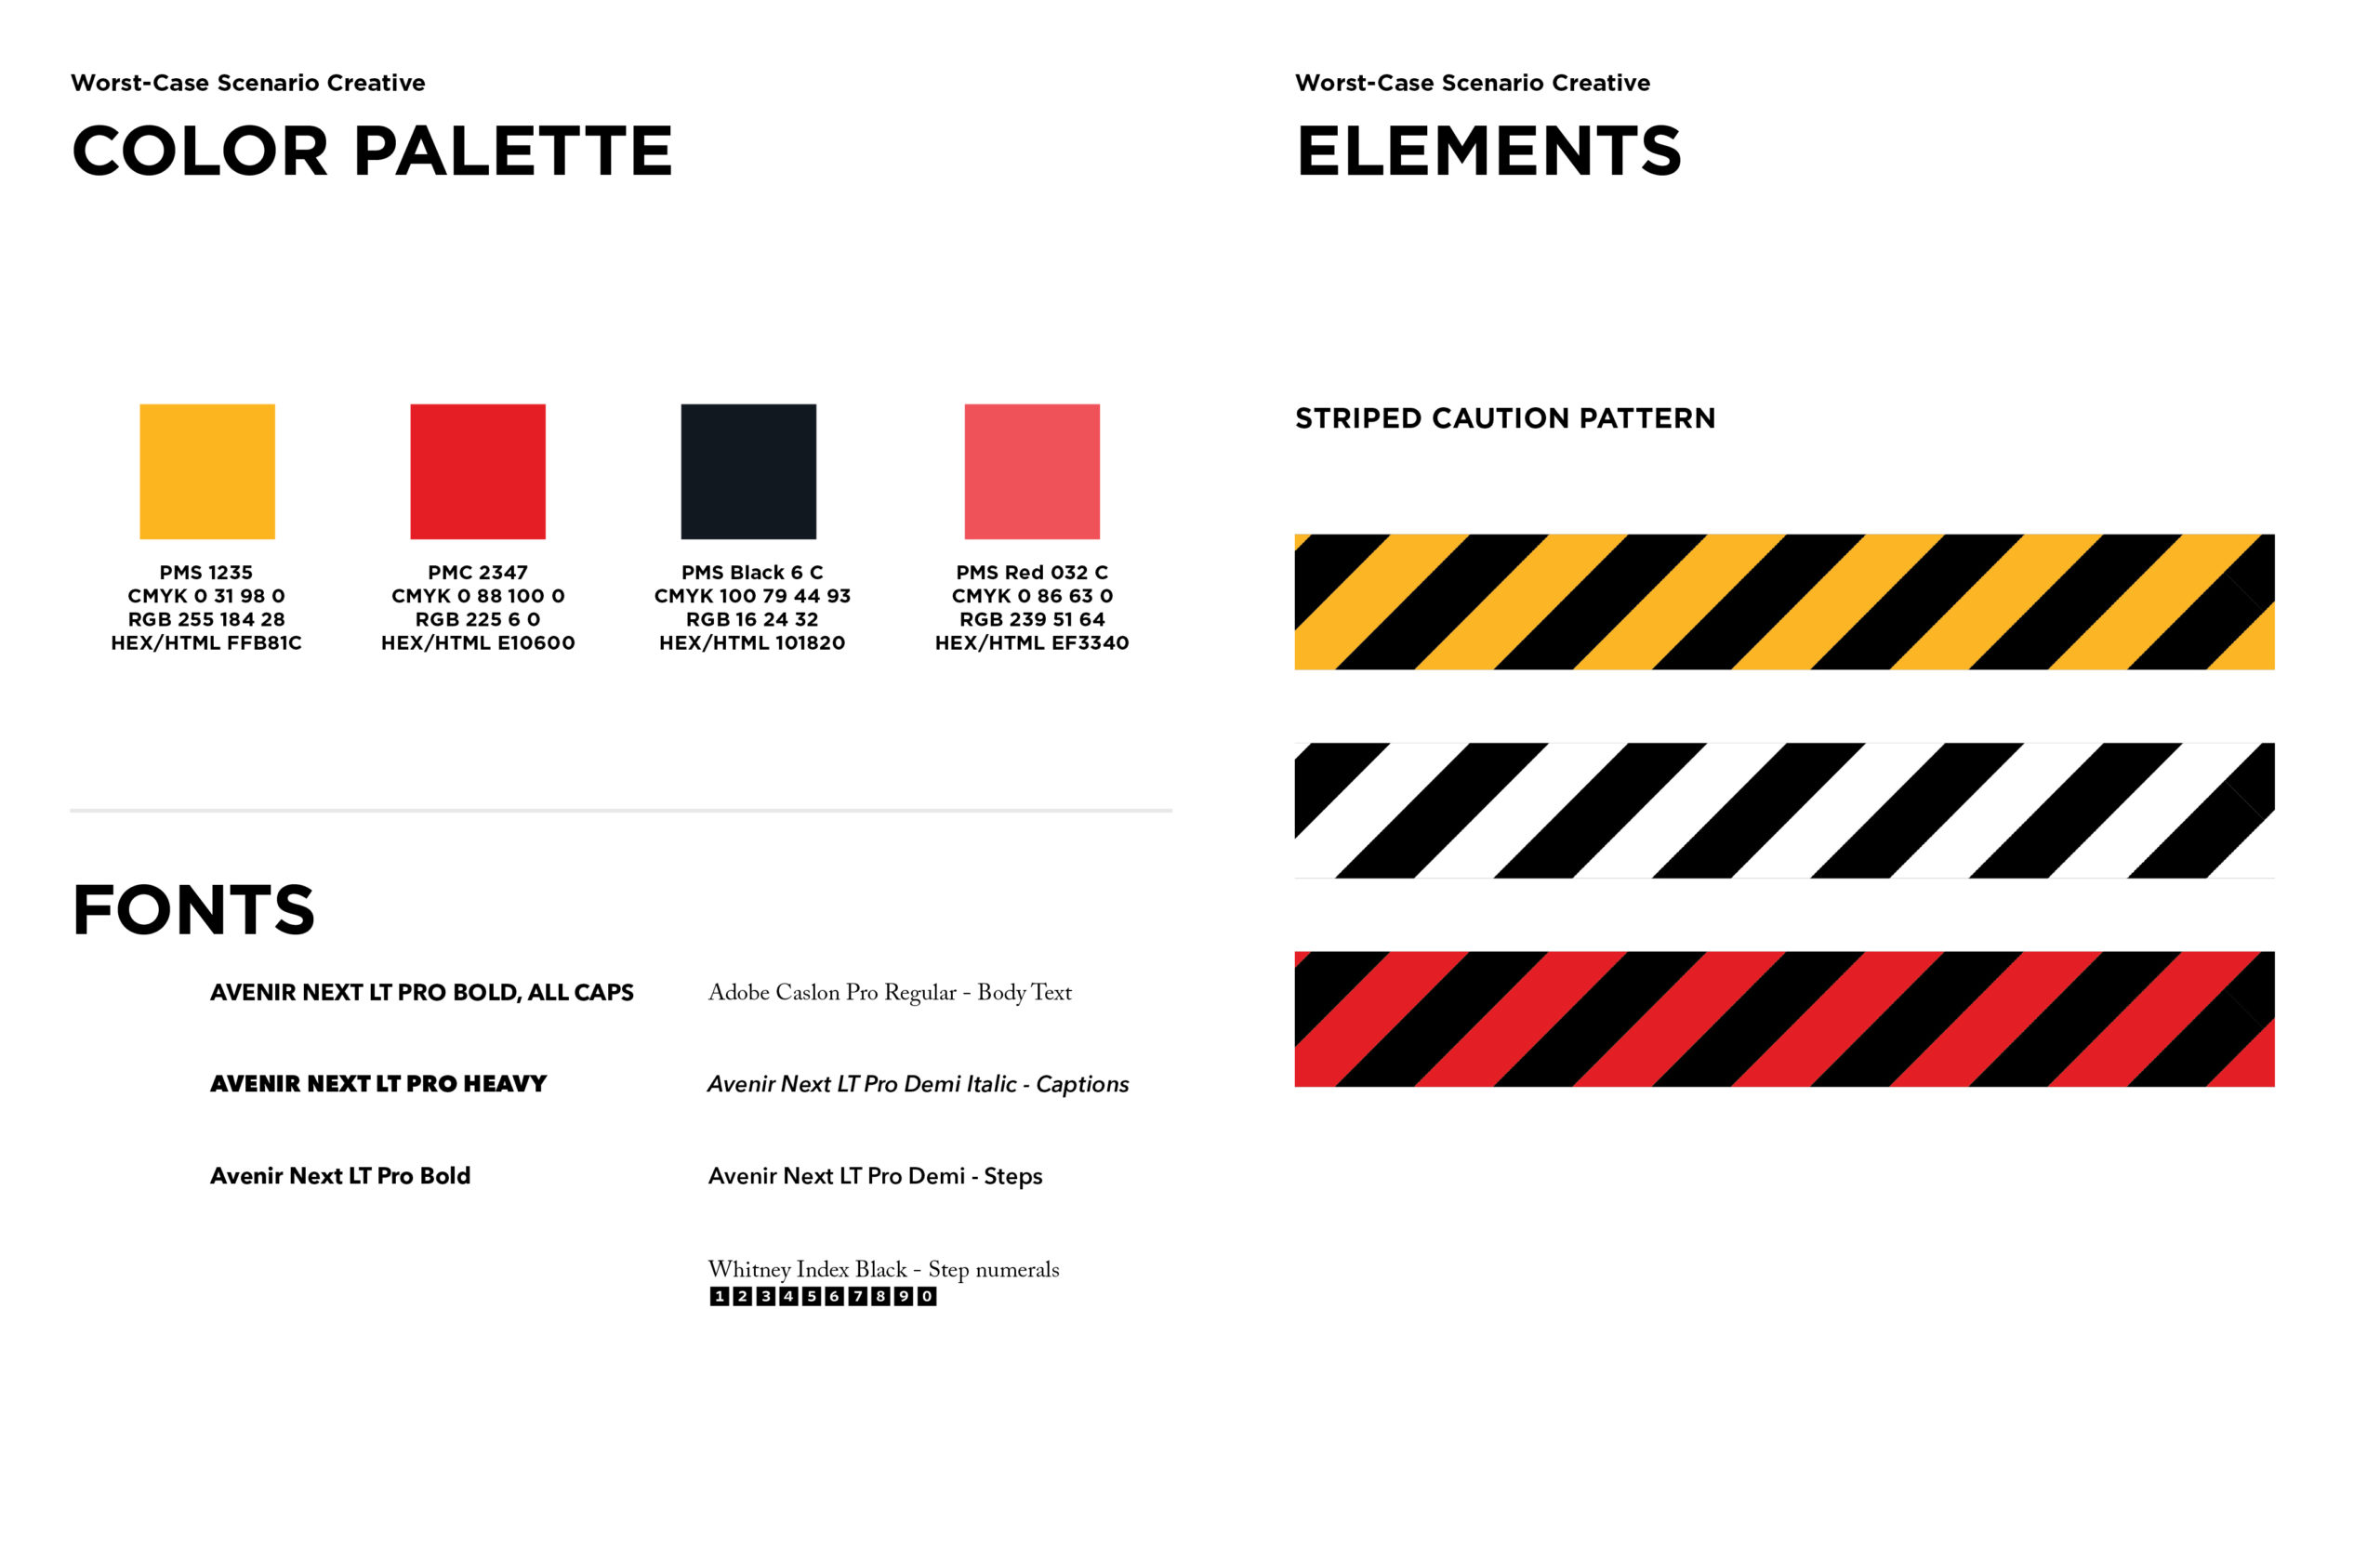 Worst-Case Scenario Creative
COLOR PALETTE
PMS 1235
CMYK 0 31 98 0
RGB 255 184 28
HEX/HTML FFB81C
PMC 2347
CMYK 0 88 100 0
RGB 225 6 0
HEX/HTML E10600
PMS Black 6 C
CMYK 100 79 44 93
RGB 16 24 32
HEX/HTML 101820
PMS Red 032 C
CMYK 0 86 63 0
RGB 239 51 64
HEX/HTML EF3340
FONTS
AVENIR NEXT LT PRO BOLD, ALL CAPS
AVENIR NEXT LT PRO HEAVY
Avenir Next LT Pro Bold
Adobe Caslon Pro Regular - Body Text
Avenir Next LT Pro Demi Italic - Captions
Avenir Next LT Pro Demi - Steps
Whitney Index Black - Step numerals
1 2 3 4 5 6 7 8 9 0
Worst-Case Scenario Creative
ELEMENTS
STRIPED CAUTION PATTERN